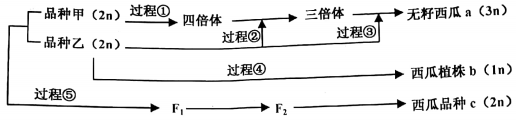 品种甲（2n） 过程① 四倍体 三倍体 无籽西瓜 a（3n）
品种乙（2n） 过程② 过程③
过程④ 西瓜植株 b（1n）
过程⑤ F₁ F₂ 西瓜品种 c（2n）